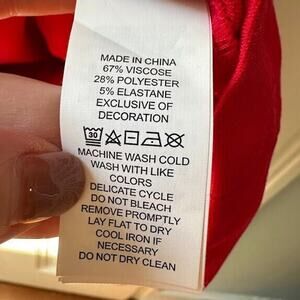 MADE IN CHINA
67% VISCOSE
28% POLYESTER
5% ELASTANE
EXCLUSIVE OF
DECORATION
30
MACHINE WASH COLD
WASH WITH LIKE
COLORS
DELICATE CYCLE
DO NOT BLEACH
REMOVE PROMPTLY
LAY FLAT TO DRY
COOL IRON IF
NECESSARY
DO NOT DRY CLEAN